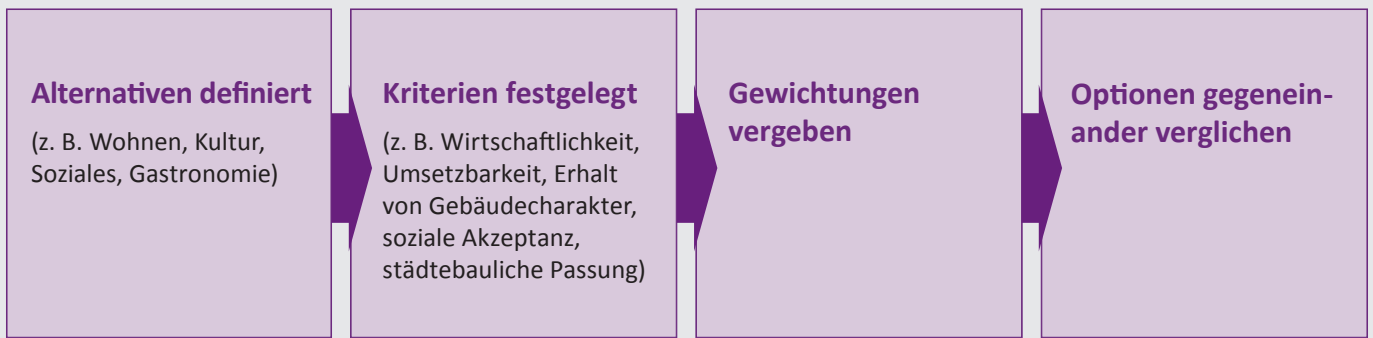 Alternativen definiert
(z. B. Wohnen, Kultur,
Soziales, Gastronomie)
Kriterien festgelegt
(z. B. Wirtschaftlichkeit,
Umsetzbarkeit, Erhalt
von Gebäudecharakter,
soziale Akzeptanz,
städtebauliche Passung)
Gewichtungen
vergeben
Optionen gegenein-
ander verglichen